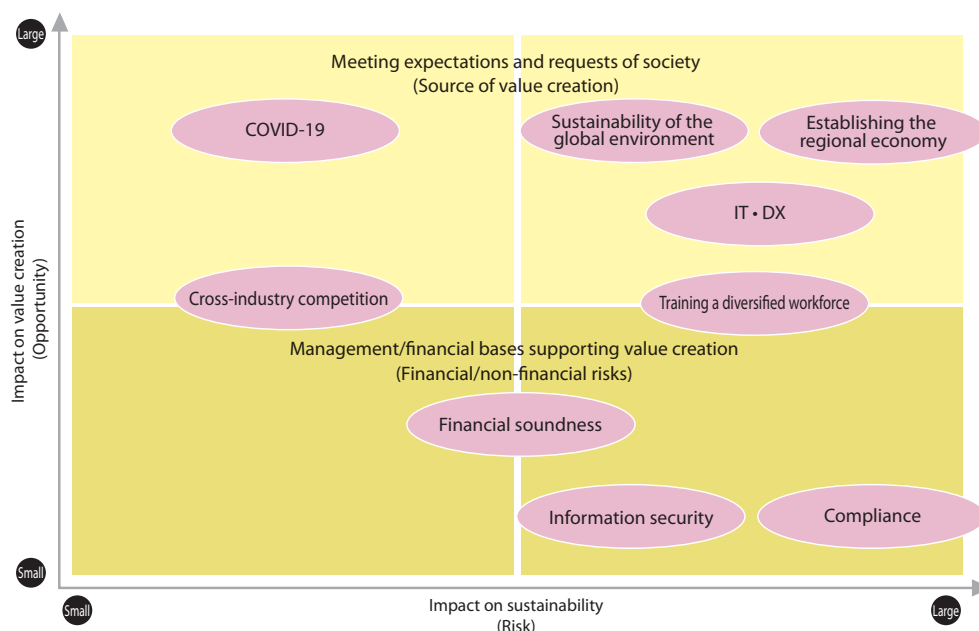 Large
Meeting expectations and requests of society
(Source of value creation)
COVID-19
Sustainability of the
global environment
Establishing the
regional economy
IT・DX
Cross-industry competition
Training a diversified workforce
Impact on value creation
(Opportunity)
Management/financial bases supporting value creation
(Financial/non-financial risks)
Financial soundness
Information security
Compliance
Small
Small
Impact on sustainability
(Risk)
Large